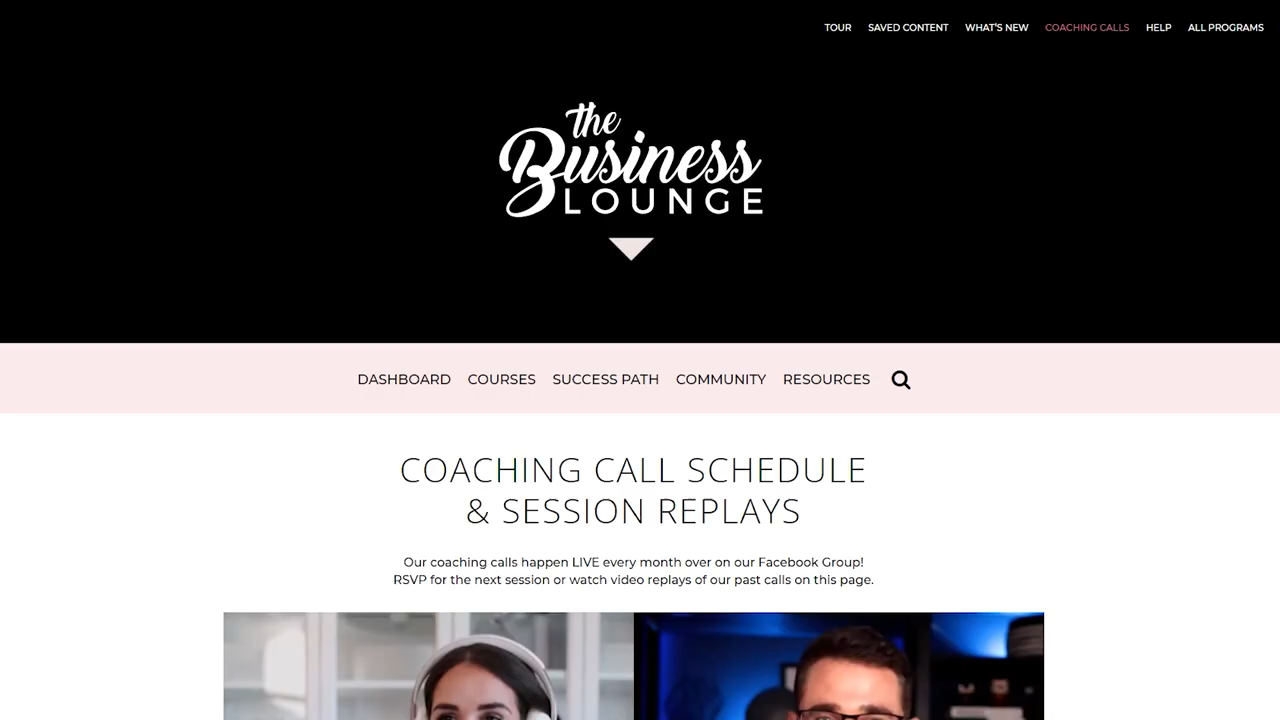 TOUR SAVED CONTENT WHAT'S NEW COACHING CALLS HELP ALL PROGRAMS
the
Business
LOUNGE
DASHBOARD COURSES SUCCESS PATH COMMUNITY RESOURCES
COACHING CALL SCHEDULE
& SESSION REPLAYS
Our coaching calls happen LIVE every month over on our Facebook Group!
RSVP for the next session or watch video replays of our past calls on this page.